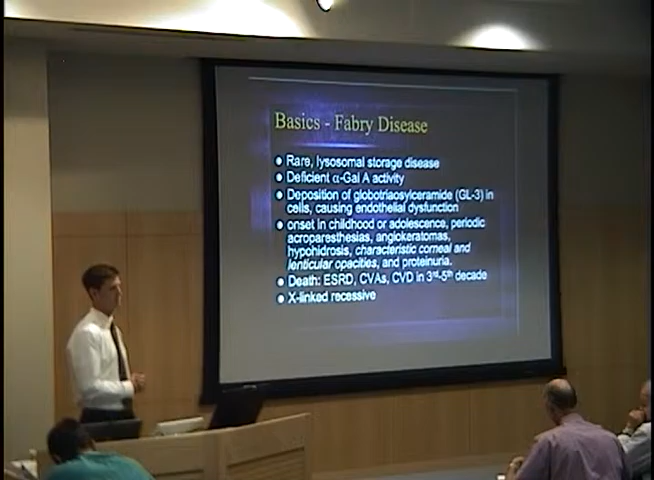 Basics - Fabry Disease
● Rare, lysosomal storage disease
● Deficient α-Gal A activity
● Deposition of globotriaosylceramide (GL-3) in
cells, causing endothelial dysfunction
● onset in childhood or adolescence, periodic
acroparesthesias, angiokeratomas,
hypohidrosis, characteristic corneal and
lenticular opacities, and proteinuria.
● Death: ESRD, CVAs, CVD in 3rd-5th decade
● X-linked recessive